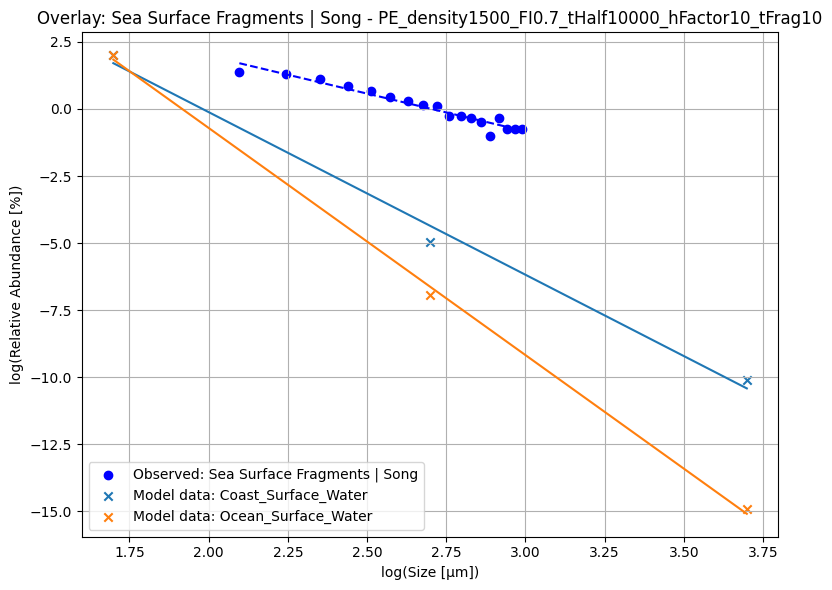 Overlay: Sea Surface Fragments | Song - PE_density1500_FI0.7_tHalf10000_hFactor10_tFrag10
log(Relative Abundance [%])
2.5
0.0
−2.5
−5.0
−7.5
−10.0
−12.5
−15.0
Observed: Sea Surface Fragments | Song
Model data: Coast_Surface_Water
Model data: Ocean_Surface_Water
1.75 2.00 2.25 2.50 2.75 3.00 3.25 3.50 3.75
log(Size [μm])